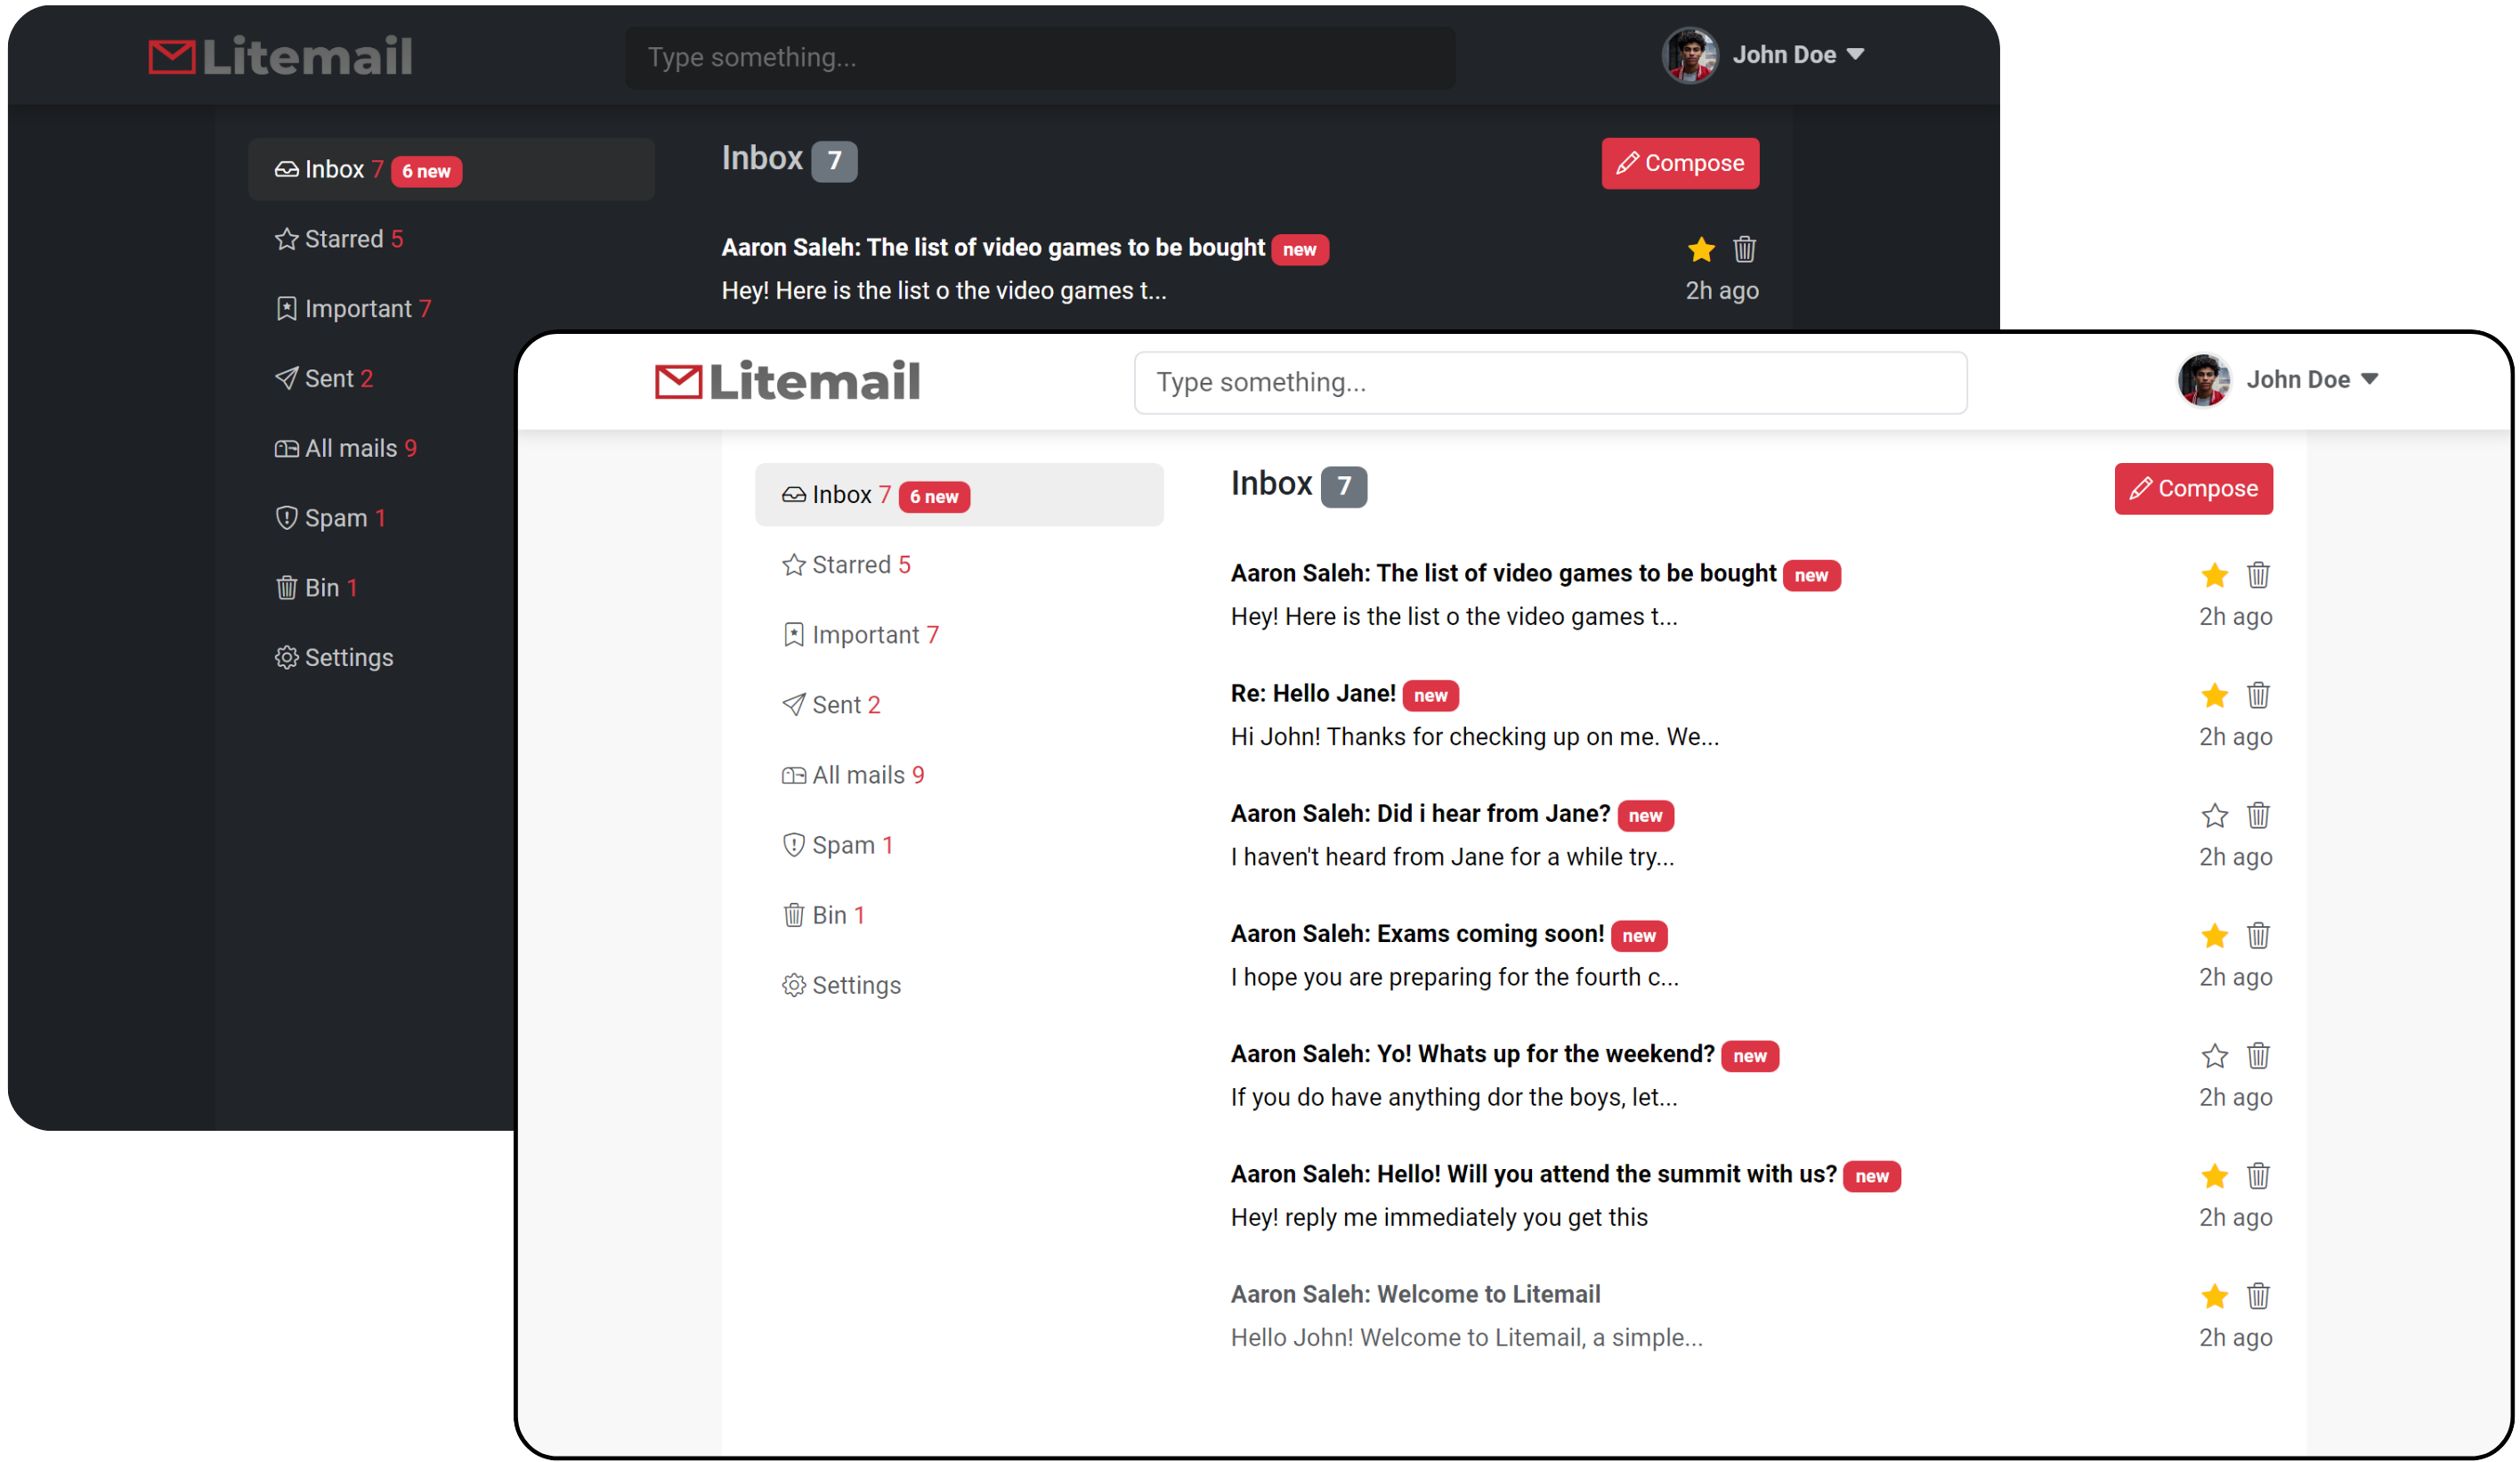 Litemail
Type something...
John Doe
Inbox 7 6 new
Starred 5
Important 7
Sent 2
All mails 9
Spam 1
Bin 1
Settings
Inbox 7
Compose
Aaron Saleh: The list of video games to be bought new
Hey! Here is the list o the video games t...
2h ago
Litemail
Type something...
John Doe
Inbox 7 6 new
Starred 5
Important 7
Sent 2
All mails 9
Spam 1
Bin 1
Settings
Inbox 7
Compose
Aaron Saleh: The list of video games to be bought new
Hey! Here is the list o the video games t...
2h ago
Re: Hello Jane! new
Hi John! Thanks for checking up on me. We...
2h ago
Aaron Saleh: Did i hear from Jane? new
I haven't heard from Jane for a while try...
2h ago
Aaron Saleh: Exams coming soon! new
I hope you are preparing for the fourth c...
2h ago
Aaron Saleh: Yo! Whats up for the weekend? new
If you do have anything dor the boys, let...
2h ago
Aaron Saleh: Hello! Will you attend the summit with us? new
Hey! reply me immediately you get this
2h ago
Aaron Saleh: Welcome to Litemail
Hello John! Welcome to Litemail, a simple...
2h ago